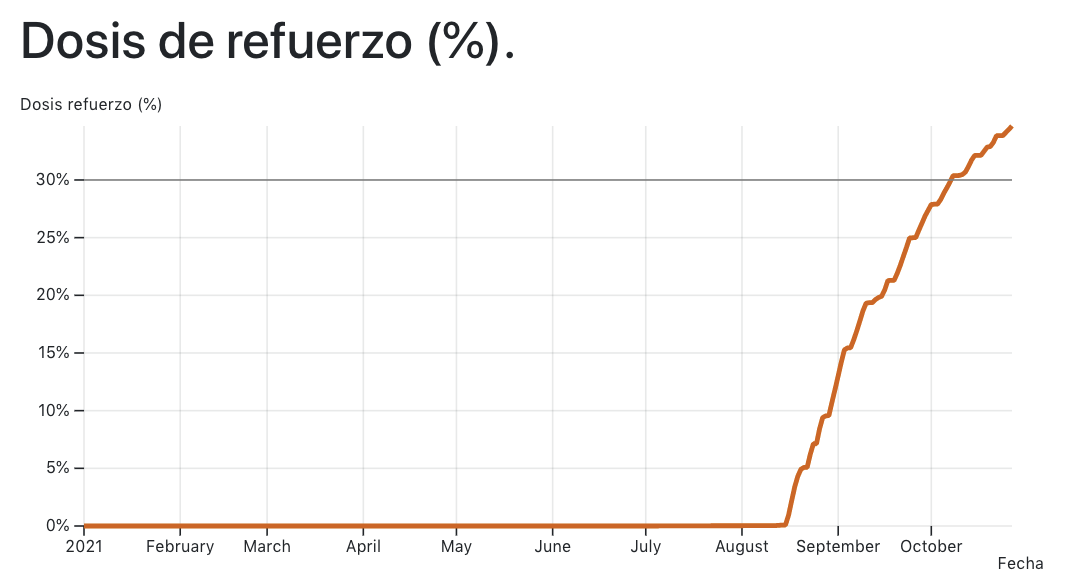 Dosis de refuerzo (%).
Dosis refuerzo (%)
30%
25%
20%
15%
10%
5%
0%
2021 February March April May June July August September October
Fecha